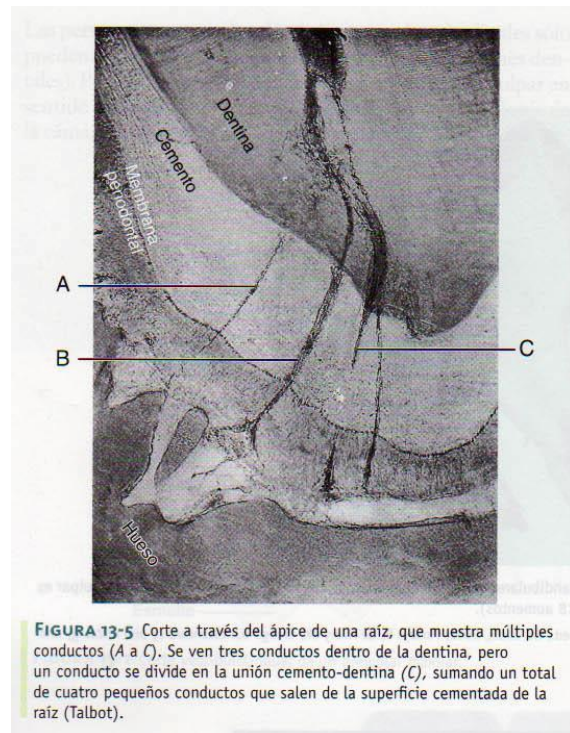 Dentina
Cemento
Membrana
periodontal
A
B
C
Hueso
FIGURA 13-5 Corte a través del ápice de una raíz, que muestra múltiples
conductos (A a C). Se ven tres conductos dentro de la dentina, pero
un conducto se divide en la unión cemento-dentina (C), sumando un total
de cuatro pequeños conductos que salen de la superficie cementada de la
raíz (Talbot).